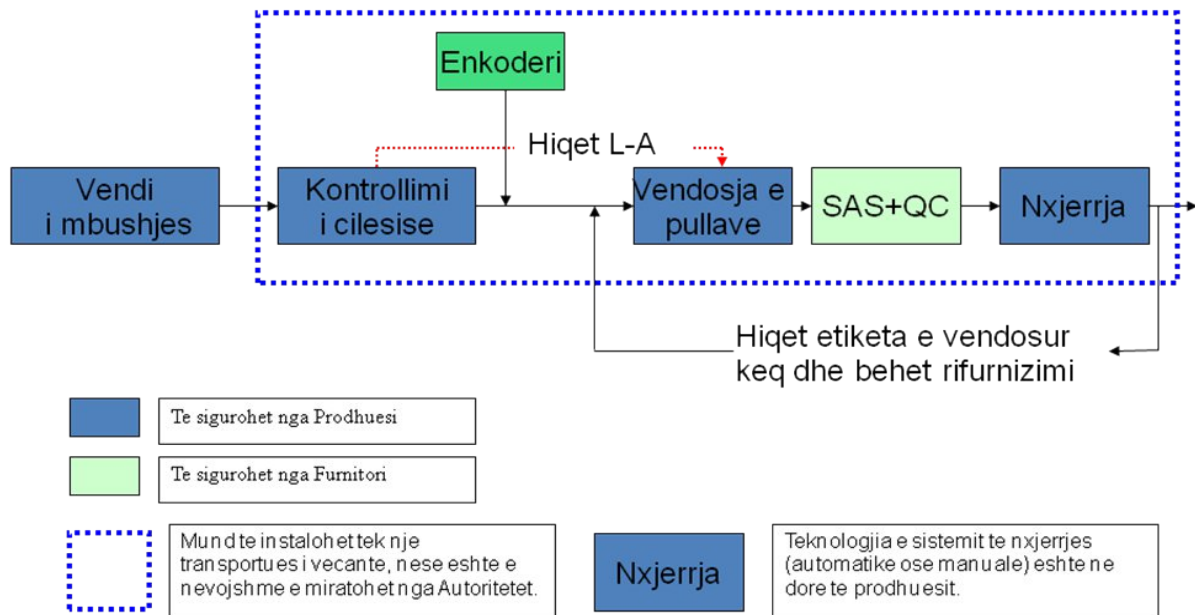 Enkoderi
Hiqet L-A
Vendi
i mbushjes
Kontrollimi
i cilesise
Vendosja e
pullave
SAS+QC
Nxjerrja
Hiqet etiketa e vendosur
keq dhe behet rifurnizimi
Te sigurohet nga Prodhuesi
Te sigurohet nga Furnitori
Mund te instalohet tek nje
transportues i vecante, nese eshte e
nevojshme e miratohet nga Autoritetet.
Nxjerrja
Teknologjia e sistemit te nxjerrjes
(automatike ose manuale) eshte ne
dore te prodhuesit.